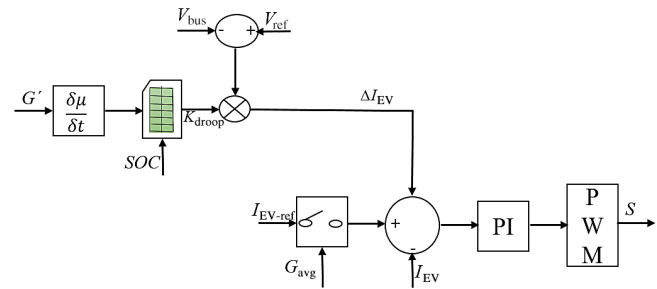 V_bus
-
+
V_ref
G′
δμ
δt
K_droop
ΔI_EV
SOC
I_EV-ref
+
-
PI
P
W
M
S
G_avg
I_EV